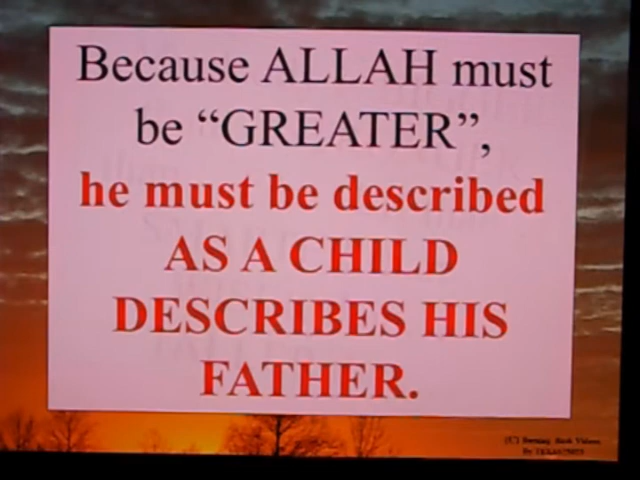 Because ALLAH must
be “GREATER”,
he must be described
AS A CHILD
DESCRIBES HIS
FATHER.